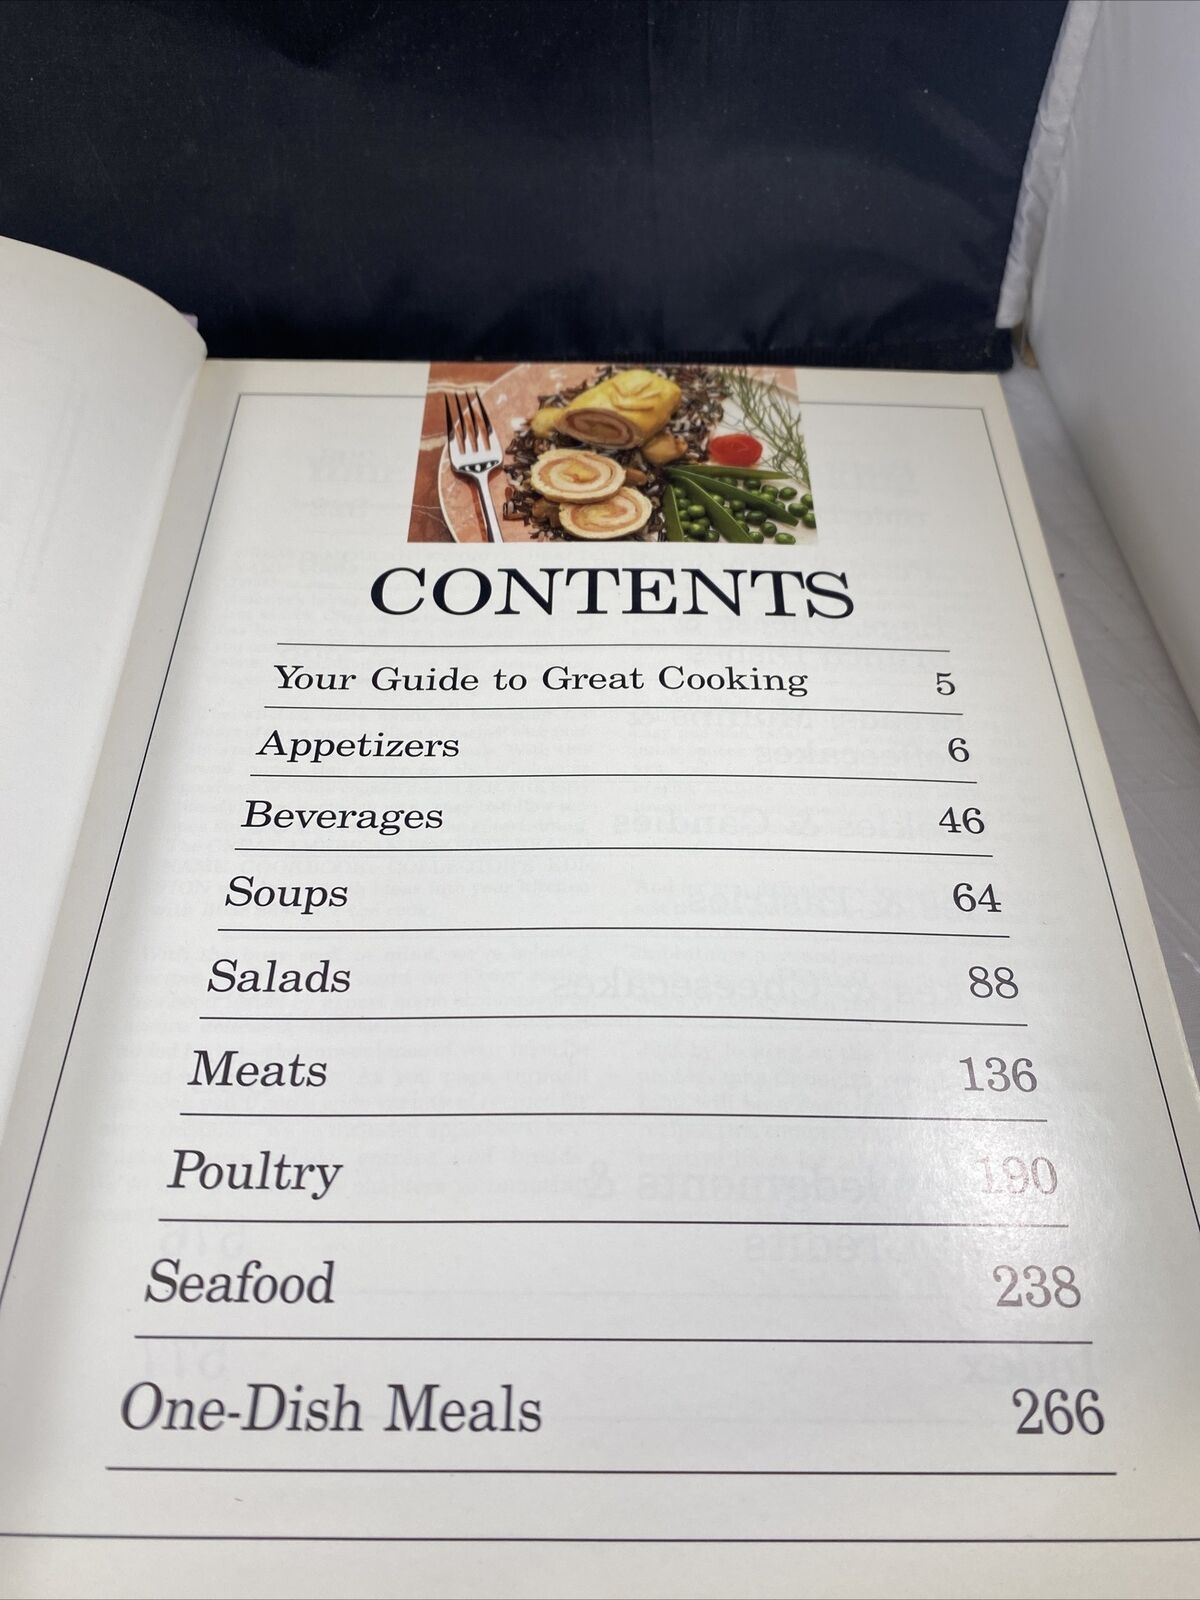 CONTENTS
Your Guide to Great Cooking 5
Appetizers 6
Beverages 46
Soups 64
Salads 88
Meats 136
Poultry 190
Seafood 238
One-Dish Meals 266